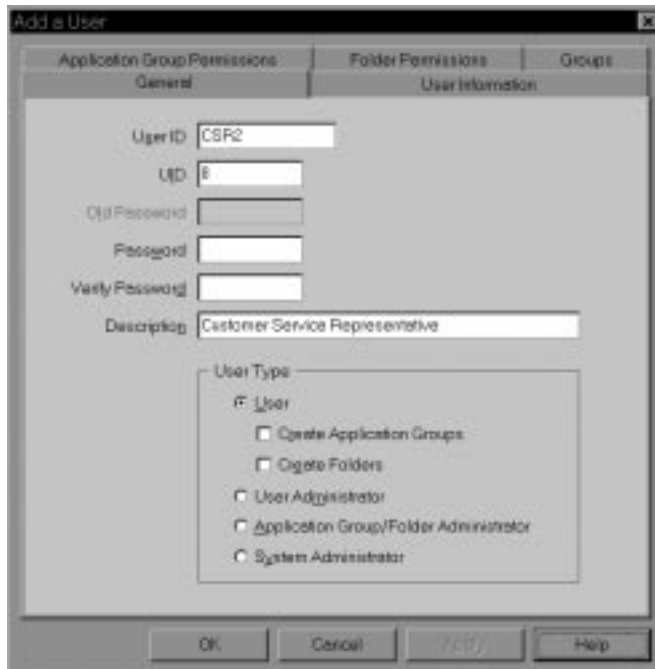 Add a User
Application Group Permissions Folder Permissions Groups
General User Information
User ID CSR2
UID 8
Old Password
Password
Verify Password
Description Customer Service Representative
User Type
User
Create Application Groups
Create Folders
User Administrator
Application Group/Folder Administrator
System Administrator
OK Cancel Apply Help